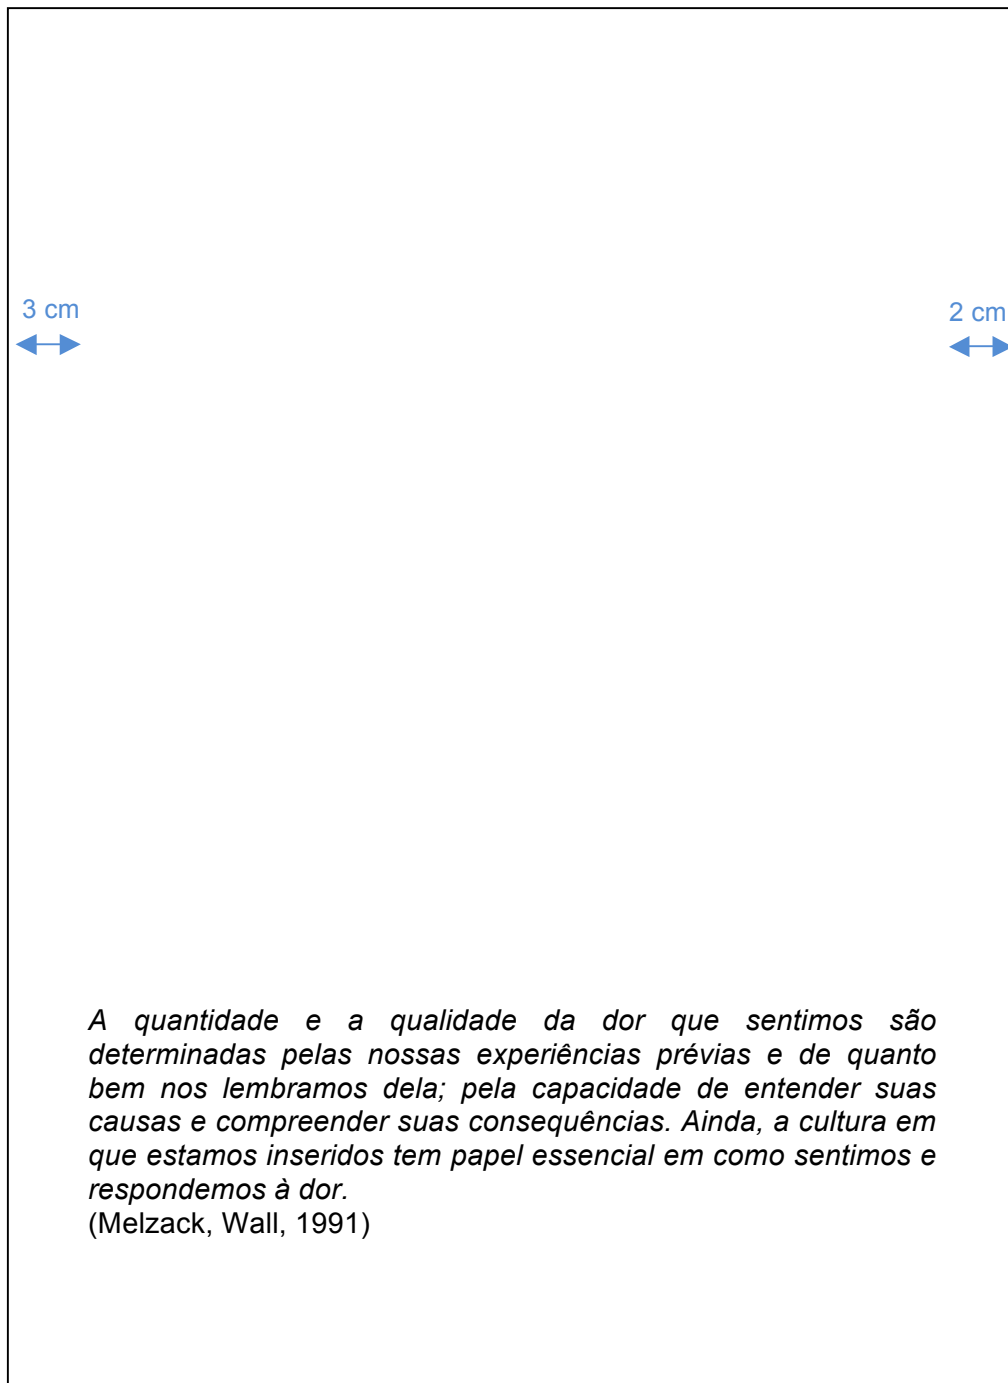 3 cm
2 cm
A quantidade e a qualidade da dor que sentimos são
determinadas pelas nossas experiências prévias e de quanto
bem nos lembramos dela; pela capacidade de entender suas
causas e compreender suas consequências. Ainda, a cultura em
que estamos inseridos tem papel essencial em como sentimos e
respondemos à dor.
(Melzack, Wall, 1991)